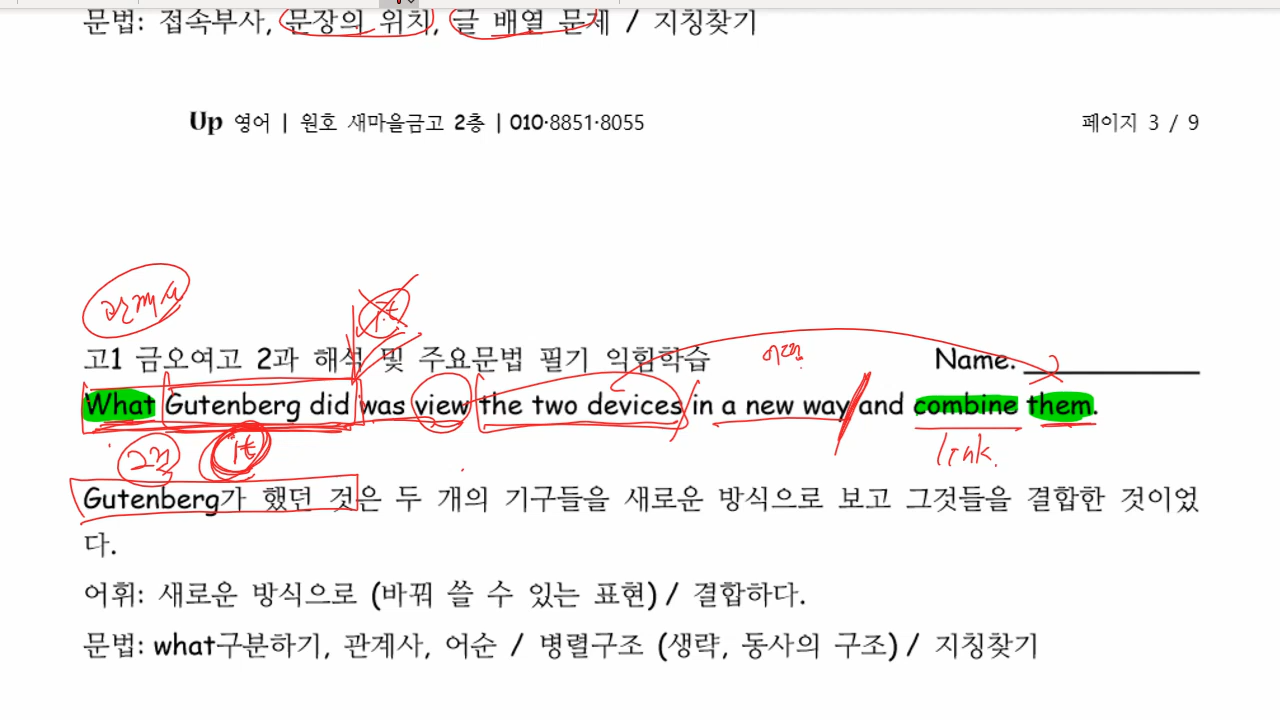 문법: 접속부사, 문장의 위치, 글 배열 문제 / 지칭찾기
Up 영어 | 원호 새마을금고 2층 | 010·8851·8055
페이지 3 / 9
관계사
고1 금오여고 2과 해석 및 주요문법 필기 익힘학습
Name.
What Gutenberg did was view the two devices in a new way and combine them.
link.
Gutenberg가 했던 것은 두 개의 기구들을 새로운 방식으로 보고 그것들을 결합한 것이었
다.
어휘: 새로운 방식으로 (바꿔 쓸 수 있는 표현) / 결합하다.
문법: what구분하기, 관계사, 어순 / 병렬구조 (생략, 동사의 구조) / 지칭찾기